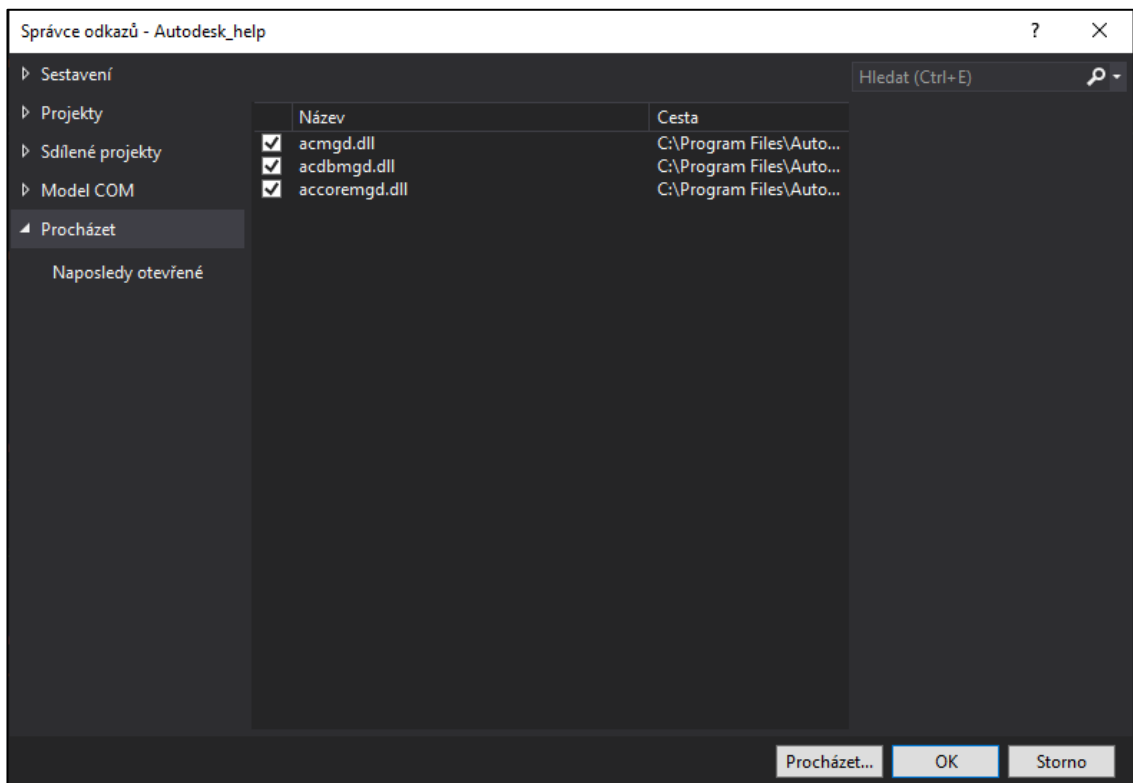 Správce odkazů - Autodesk_help ?
Sestavení
Hledat (Ctrl+E)
Projekty
Sdílené projekty
Model COM
Procházet
Naposledy otevřené
Název Cesta
acmgd.dll C:\Program Files\Auto...
acdbmgd.dll C:\Program Files\Auto...
accoremgd.dll C:\Program Files\Auto...
Procházet... OK Storno